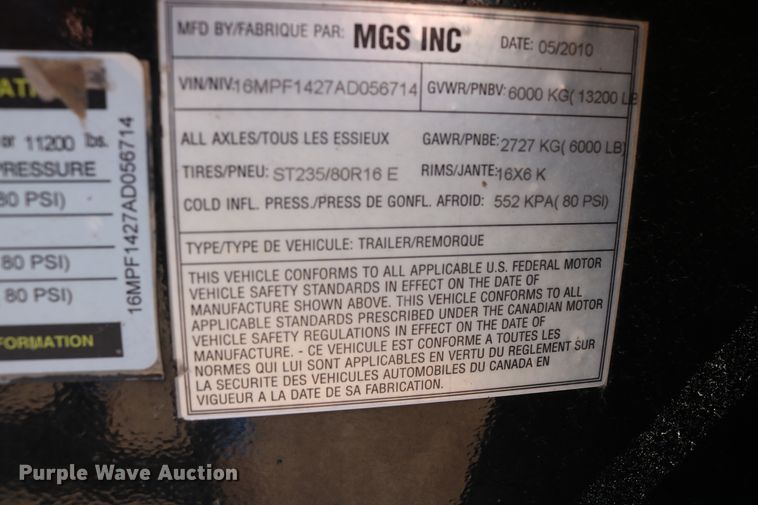 MFD BY/FABRIQUE PAR: MGS INC DATE: 05/2010
VIN/NIV: 16MPF1427AD056714 GVWR/PNBV: 6000 KG( 13200 LB
ALL AXLES/TOUS LES ESSIEUX GAWR/PNBE: 2727 KG( 6000 LB)
TIRES/PNEU: ST235/80R16 E RIMS/JANTE: 16X6 K
COLD INFL. PRESS./PRESS DE GONFL. AFROID: 552 KPA( 80 PSI)
TYPE/TYPE DE VEHICULE: TRAILER/REMORQUE
THIS VEHICLE CONFORMS TO ALL APPLICABLE U.S. FEDERAL MOTOR
VEHICLE SAFETY STANDARDS IN EFFECT ON THE DATE OF
MANUFACTURE SHOWN ABOVE. THIS VEHICLE CONFORMS TO ALL
APPLICABLE STANDARDS PRESCRIBED UNDER THE CANADIAN MOTOR
VEHICLE SAFETY REGULATIONS IN EFFECT ON THE DATE OF
MANUFACTURE. - CE VEHICULE EST CONFORME A TOUTES LES
NORMES QUI LUI SONT APPLICABLES EN VERTU DU REGLEMENT SUR
LA SECURITE DES VEHICULES AUTOMOBILES DU CANADA EN
VIGUEUR A LA DATE DE SA FABRICATION.
or 11200 lbs.
PRESSURE
80 PSI)
80 PSI)
80 PSI)
FORMATION
16MPF1427AD056714
Purple Wave Auction